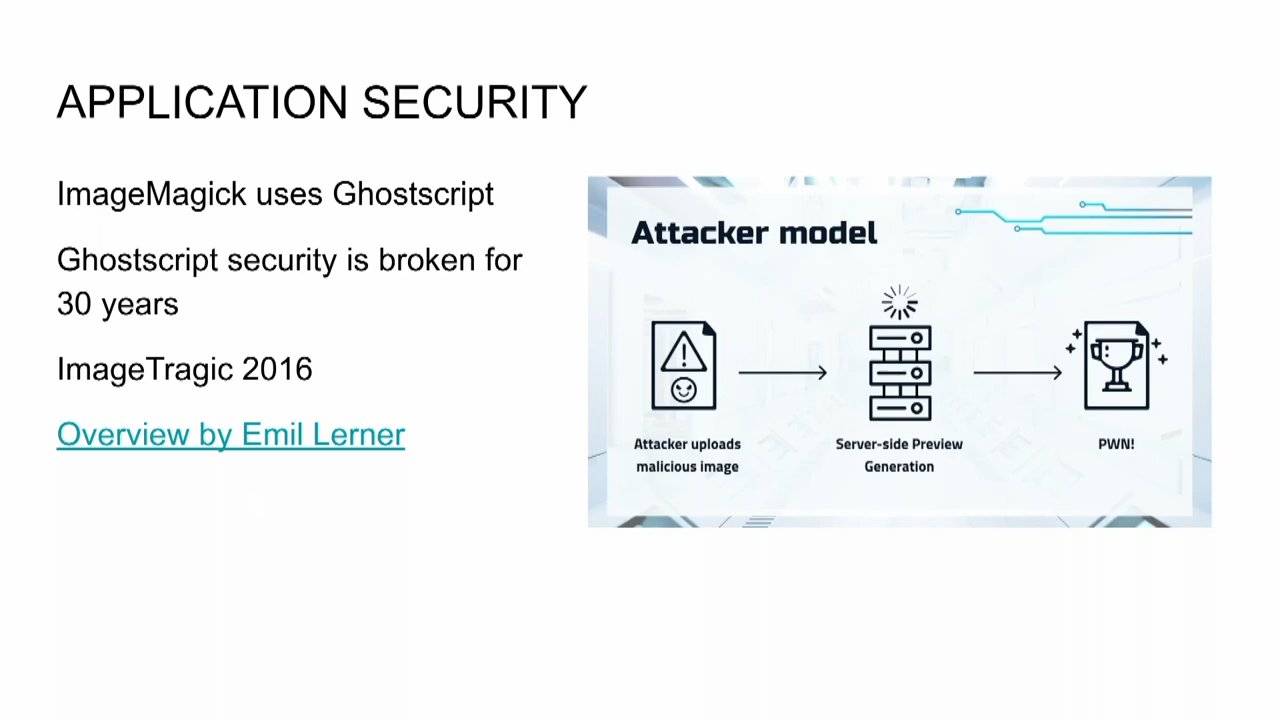 APPLICATION SECURITY
ImageMagick uses Ghostscript
Ghostscript security is broken for
30 years
ImageTragic 2016
Overview by Emil Lerner
Attacker model
Attacker uploads
malicious image
Server-side Preview
Generation
PWN!